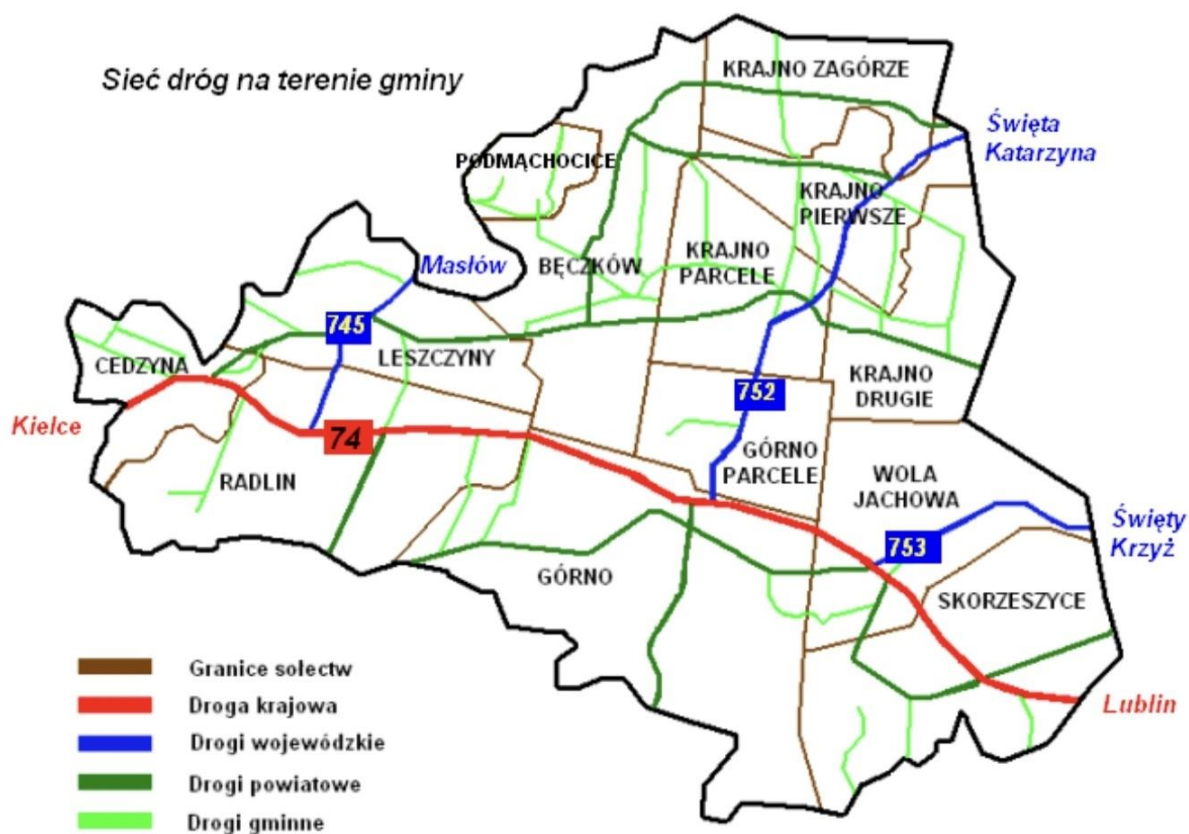 Sieć dróg na terenie gminy
KRAJNO ZAGÓRZE
Święta
Katarzyna
PODMĄCHOCICE
KRAJNO
PIERWSZE
Masłów
BĘCZKÓW
KRAJNO
PARCELE
745
CEDZYNA
LESZCZYNY
752
KRAJNO
DRUGIE
Kielce
74
RADLIN
GÓRNO
PARCELE
WOLA
JACHOWA
753
Święty
Krzyż
GÓRNO
SKORZESZYCE
Lublin
Granice sołectw
Droga krajowa
Drogi wojewódzkie
Drogi powiatowe
Drogi gminne